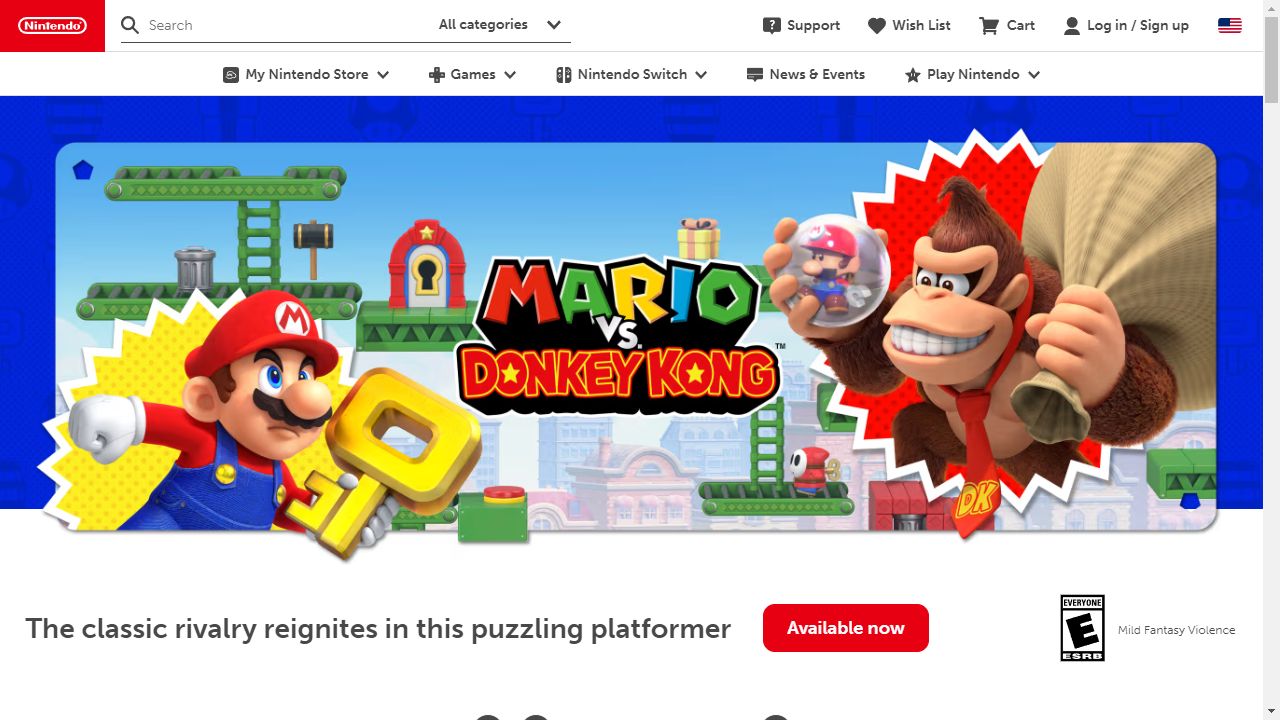 Nintendo
Search
All categories
Support
Wish List
Cart
Log in / Sign up
My Nintendo Store
Games
Nintendo Switch
News & Events
Play Nintendo
MARIO
VS.
DONKEY KONG
TM
M
DK
The classic rivalry reignites in this puzzling platformer
Available now
EVERYONE
E
ESRB
Mild Fantasy Violence